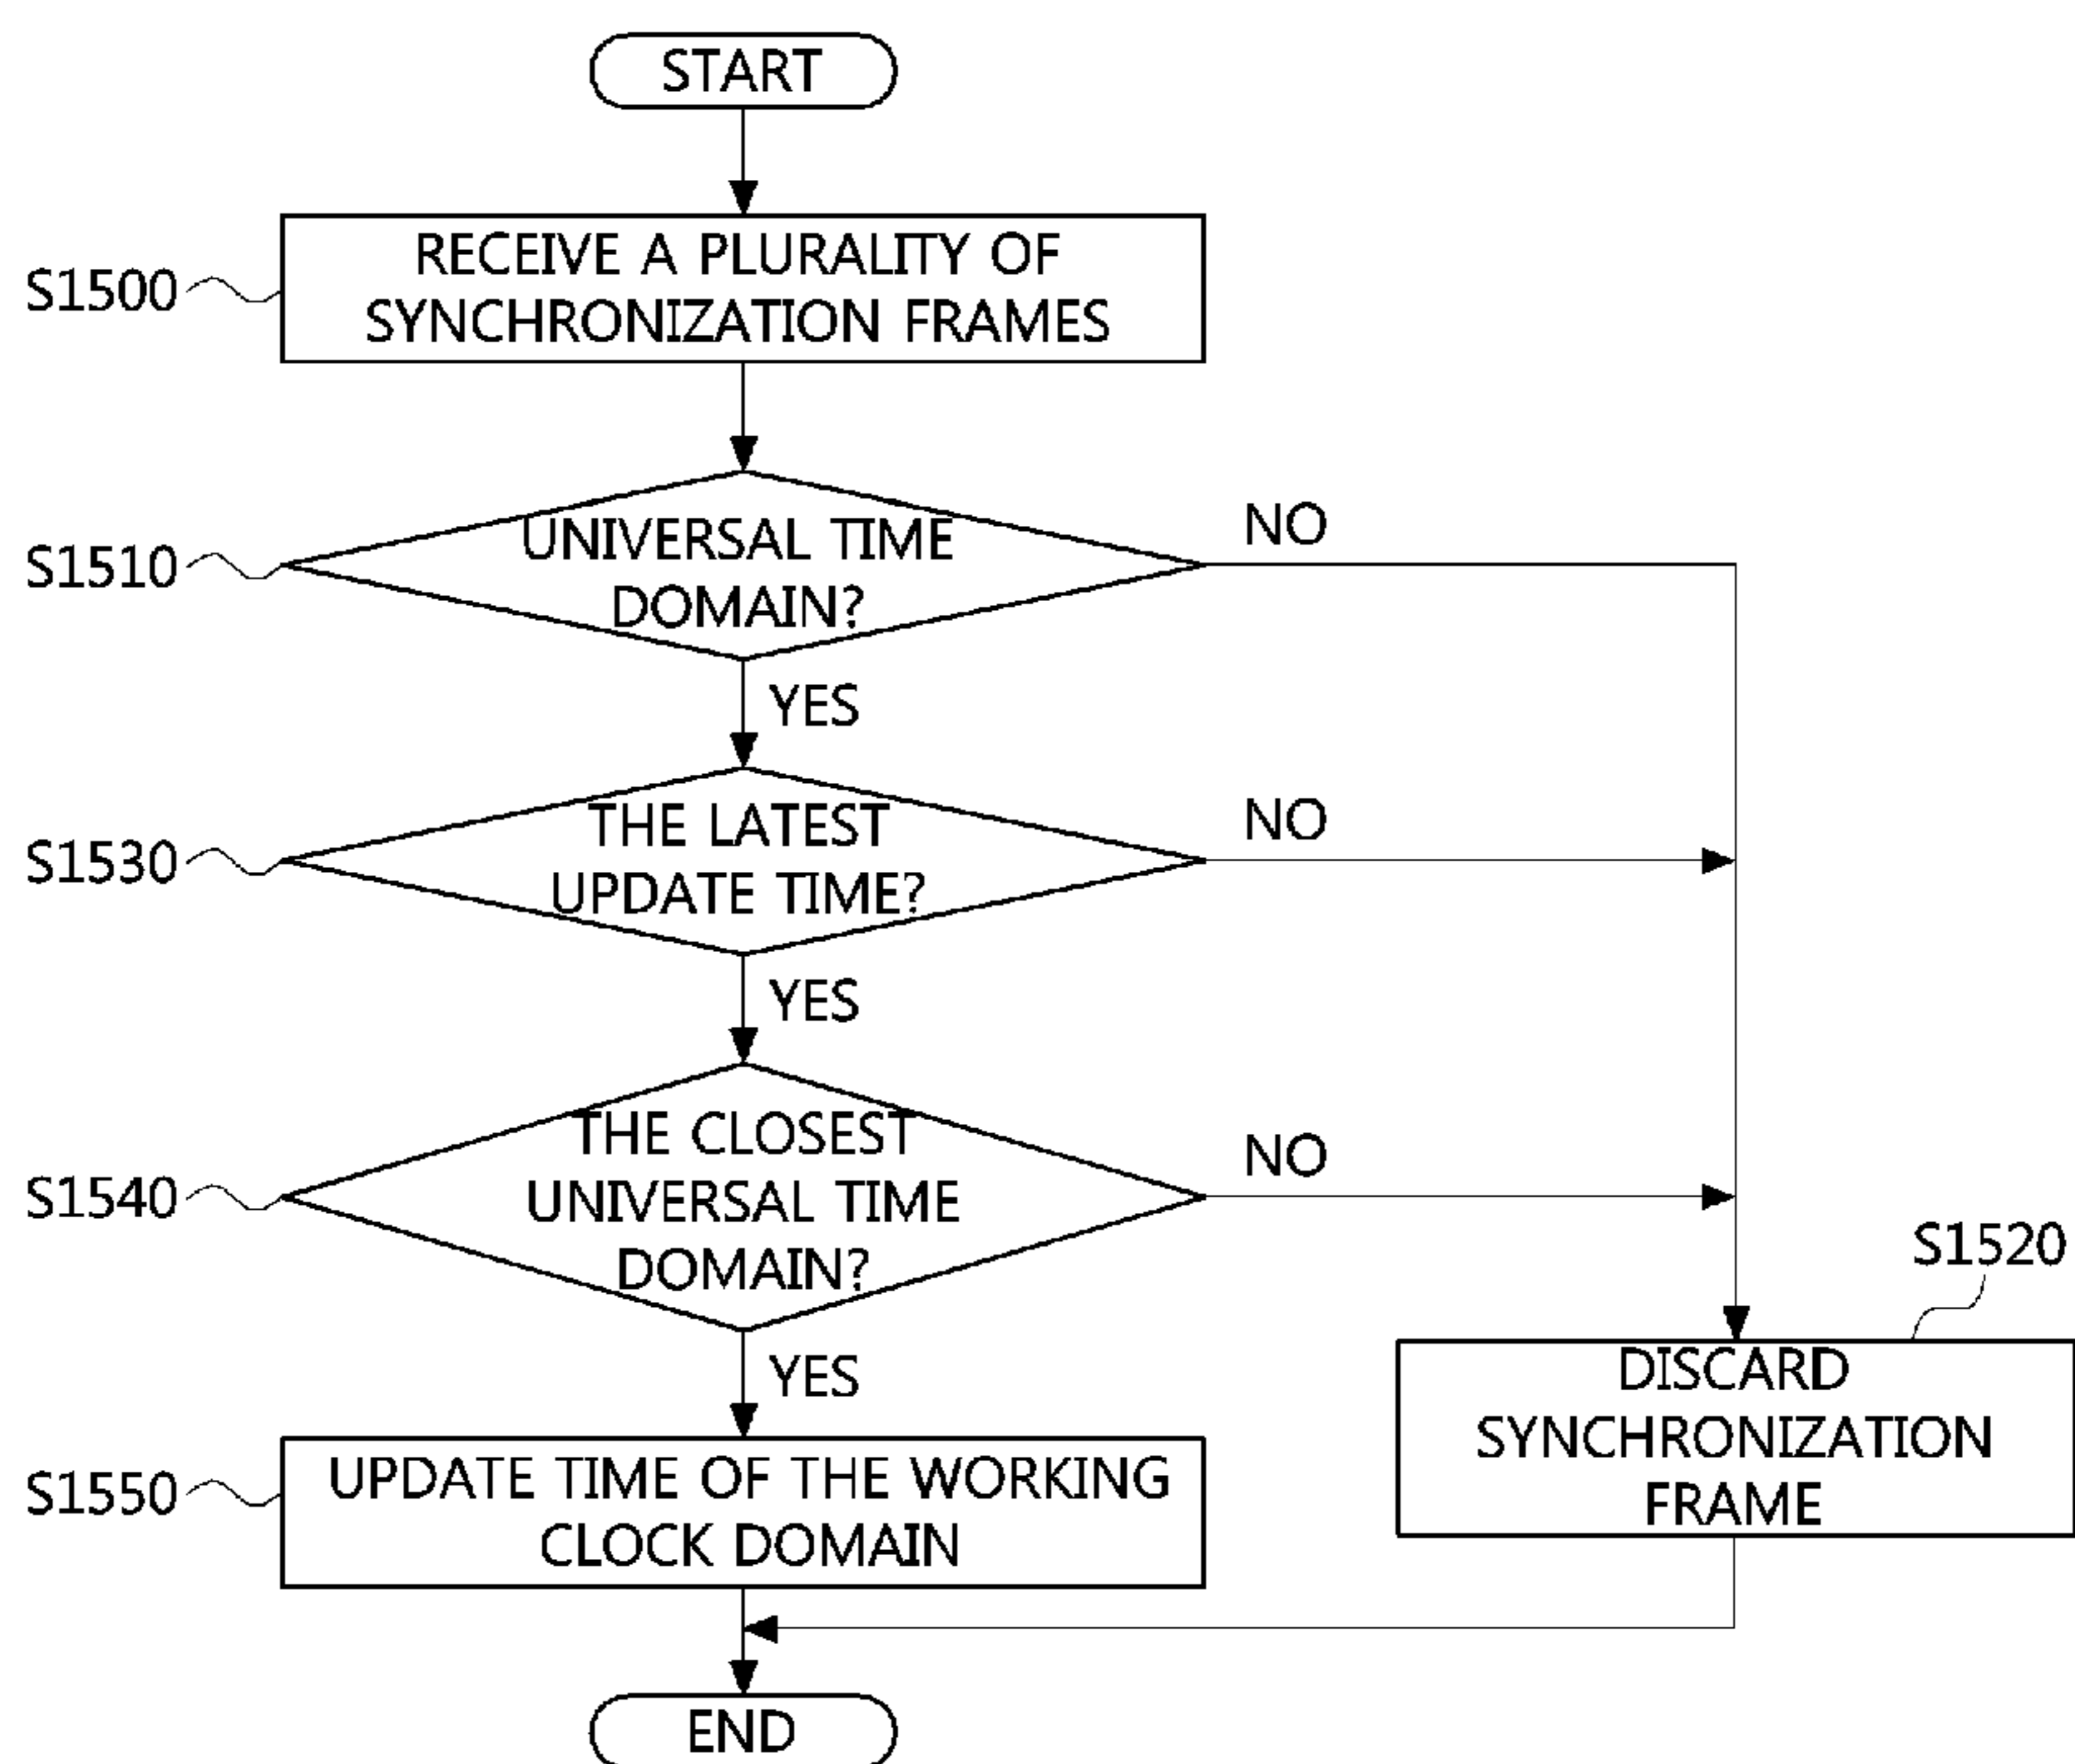 START
S1500
RECEIVE A PLURALITY OF
SYNCHRONIZATION FRAMES
S1510
UNIVERSAL TIME
DOMAIN?
NO
YES
S1530
THE LATEST
UPDATE TIME?
NO
YES
S1540
THE CLOSEST
UNIVERSAL TIME
DOMAIN?
NO
YES
S1520
DISCARD
SYNCHRONIZATION
FRAME
S1550
UPDATE TIME OF THE WORKING
CLOCK DOMAIN
END